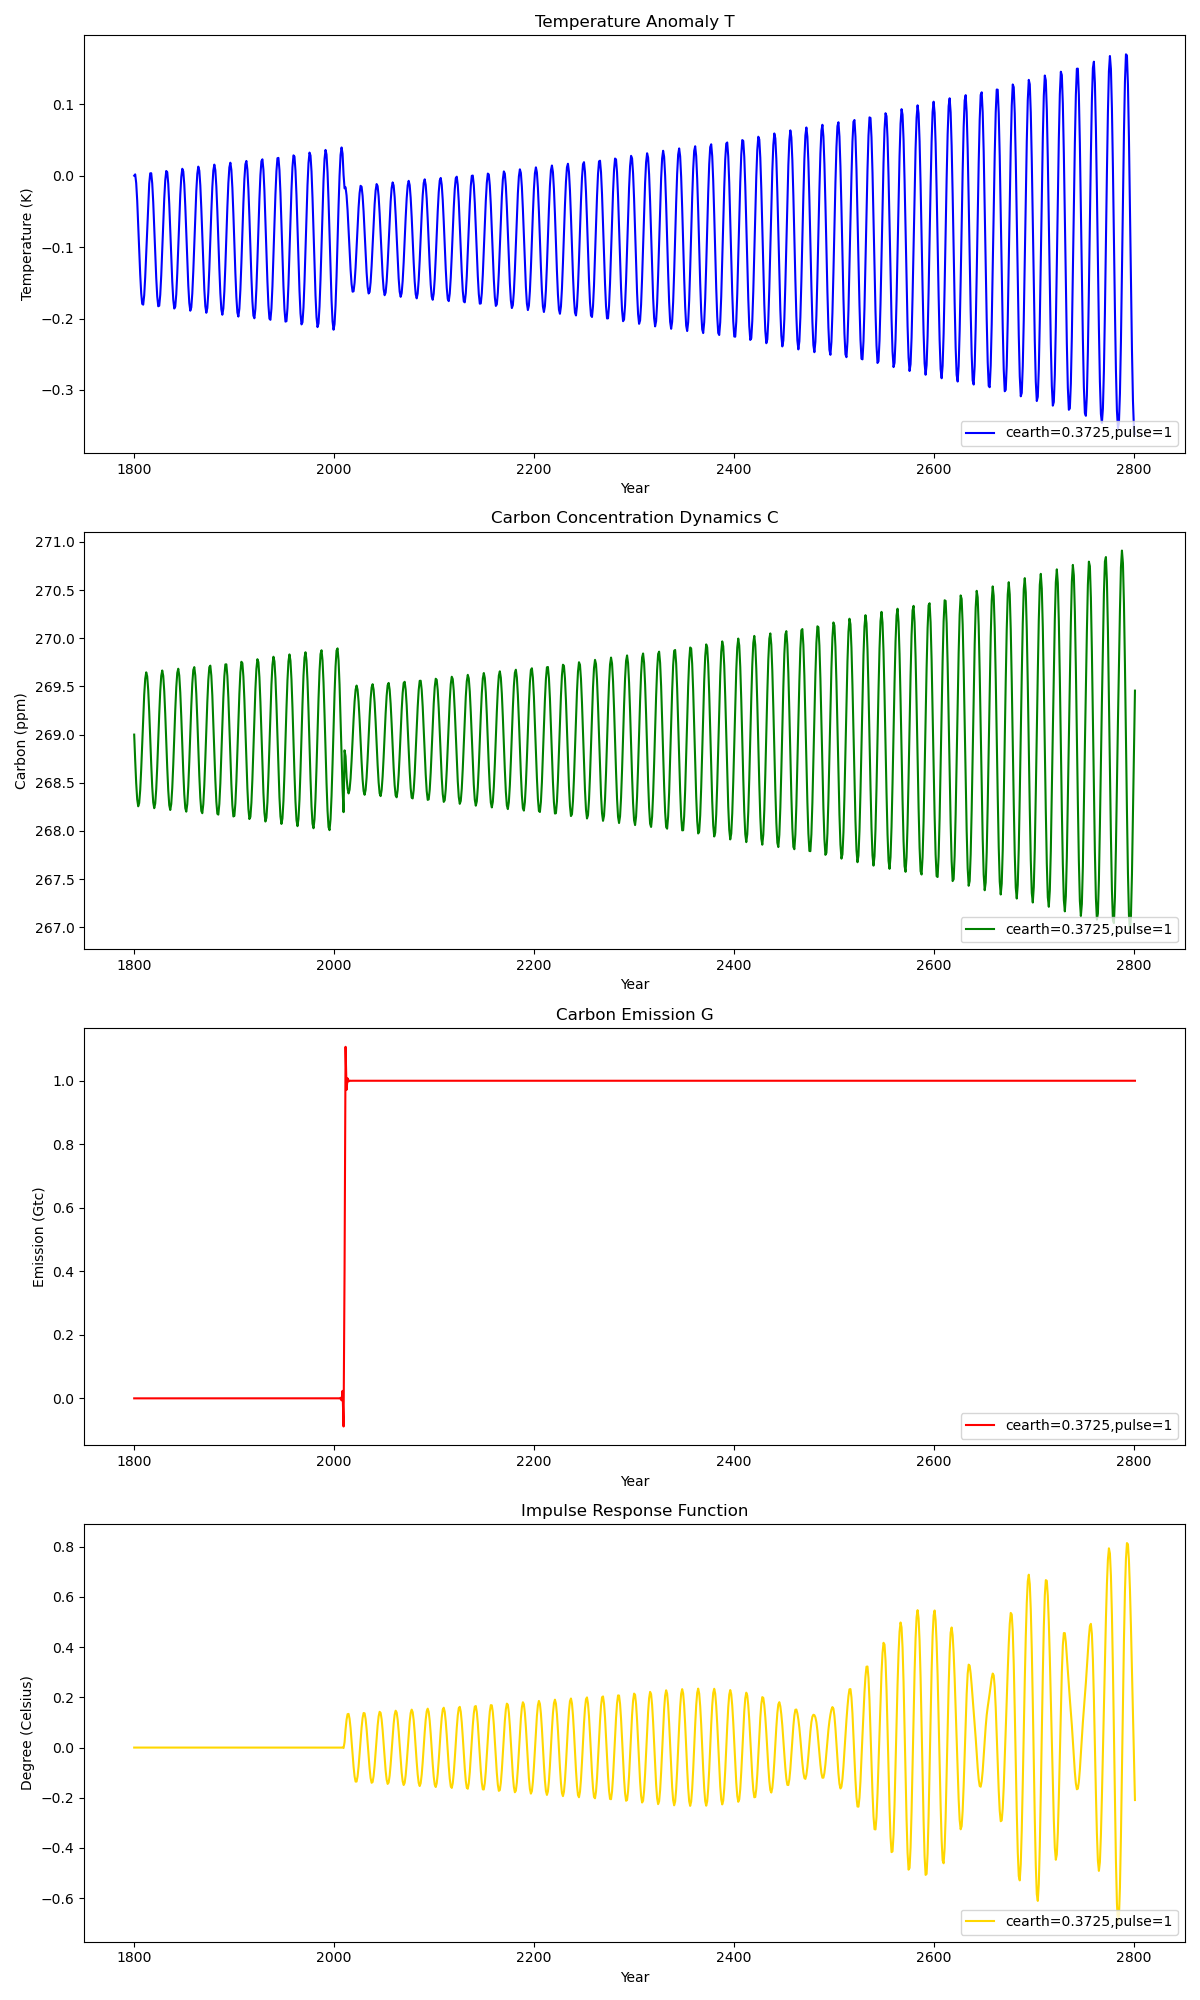 Temperature Anomaly T
0.1
0.0
−0.1
−0.2
−0.3
Temperature (K)
cearth=0.3725,pulse=1
1800 2000 2200 2400 2600 2800
Year
Carbon Concentration Dynamics C
271.0
270.5
270.0
269.5
269.0
268.5
268.0
267.5
267.0
Carbon (ppm)
cearth=0.3725,pulse=1
1800 2000 2200 2400 2600 2800
Year
Carbon Emission G
1.0
0.8
0.6
0.4
0.2
0.0
Emission (Gtc)
cearth=0.3725,pulse=1
1800 2000 2200 2400 2600 2800
Year
Impulse Response Function
0.8
0.6
0.4
0.2
0.0
−0.2
−0.4
−0.6
Degree (Celsius)
cearth=0.3725,pulse=1
1800 2000 2200 2400 2600 2800
Year